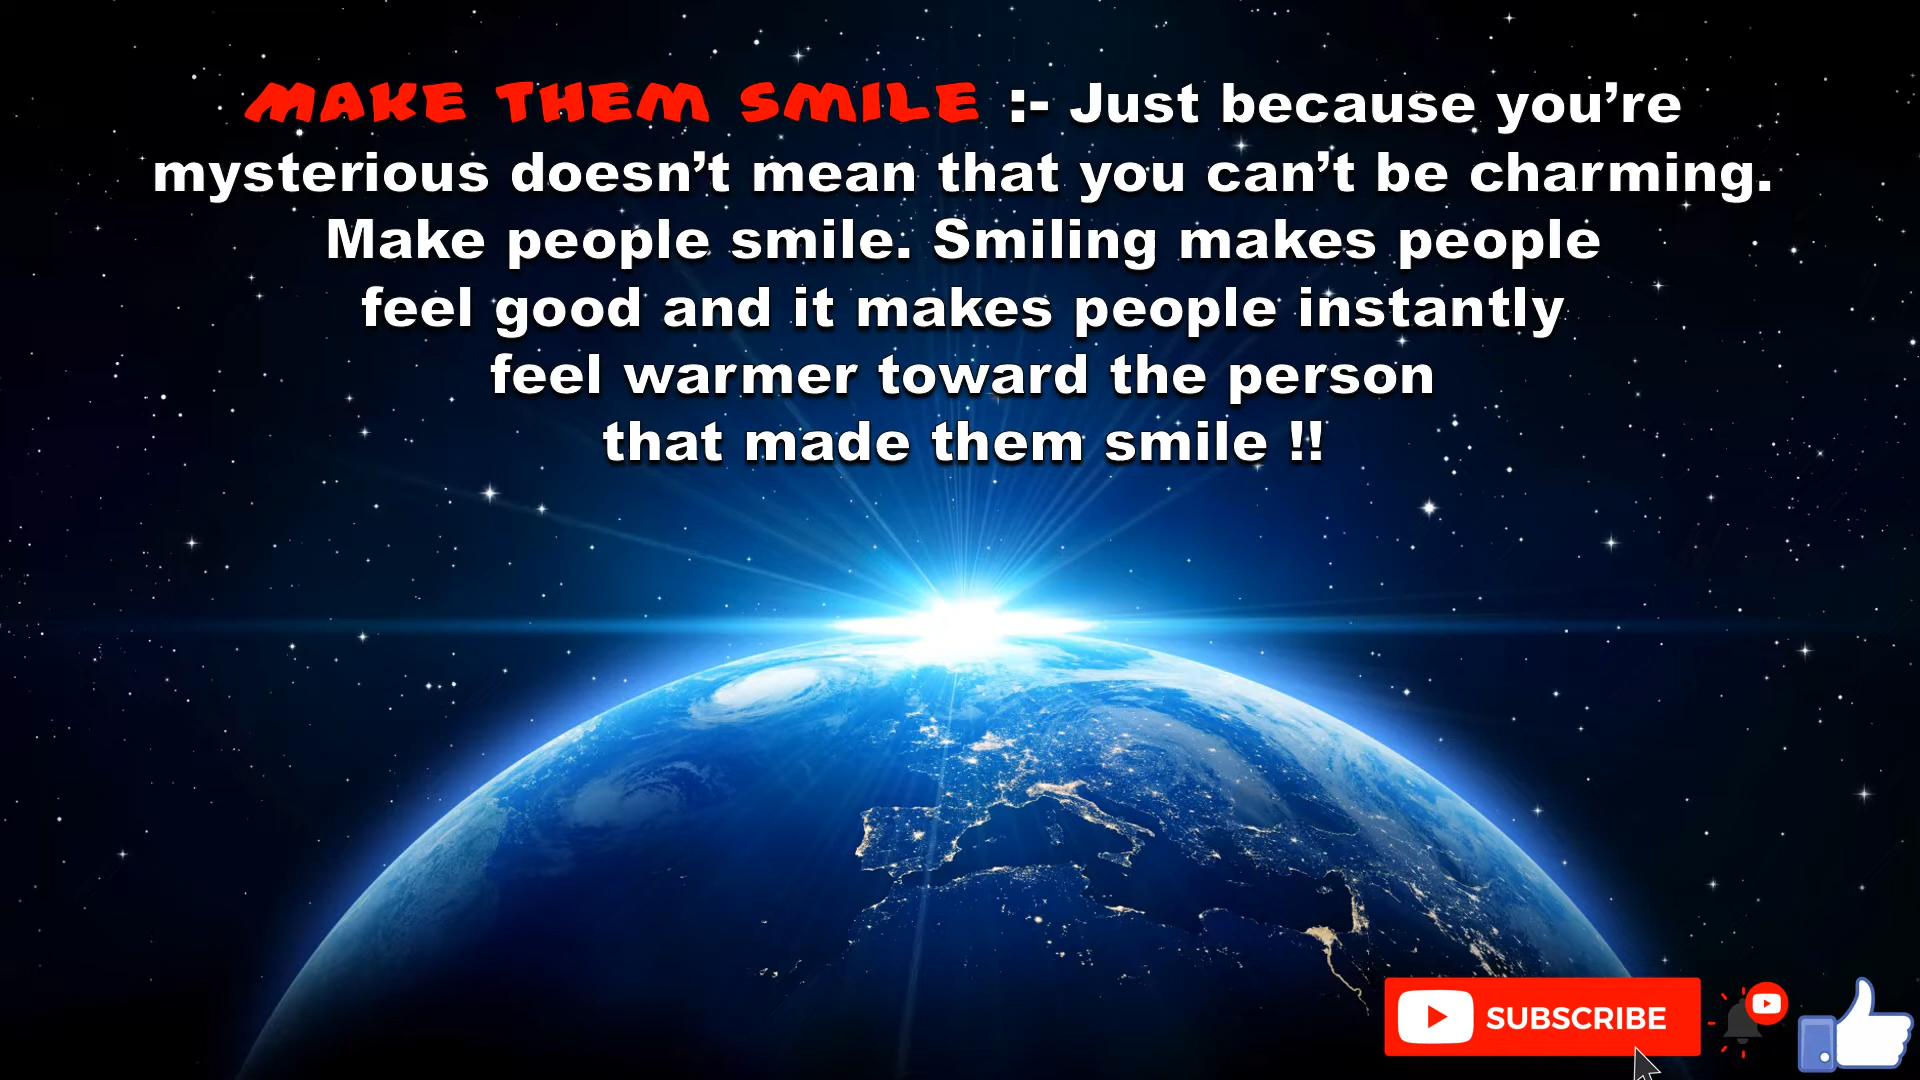 MAKE THEM SMILE :- Just because you’re
mysterious doesn’t mean that you can’t be charming.
Make people smile. Smiling makes people
feel good and it makes people instantly
feel warmer toward the person
that made them smile !!
SUBSCRIBE